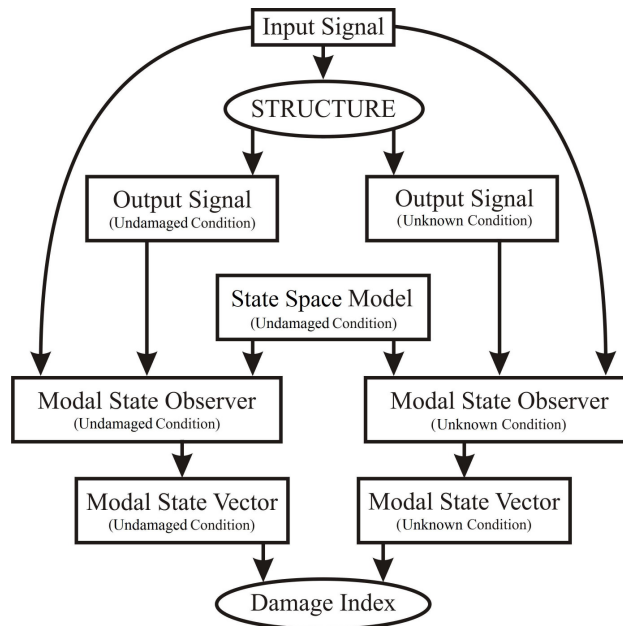 Input Signal
STRUCTURE
Output Signal
(Undamaged Condition)
Output Signal
(Unknown Condition)
State Space Model
(Undamaged Condition)
Modal State Observer
(Undamaged Condition)
Modal State Observer
(Unknown Condition)
Modal State Vector
(Undamaged Condition)
Modal State Vector
(Unknown Condition)
Damage Index